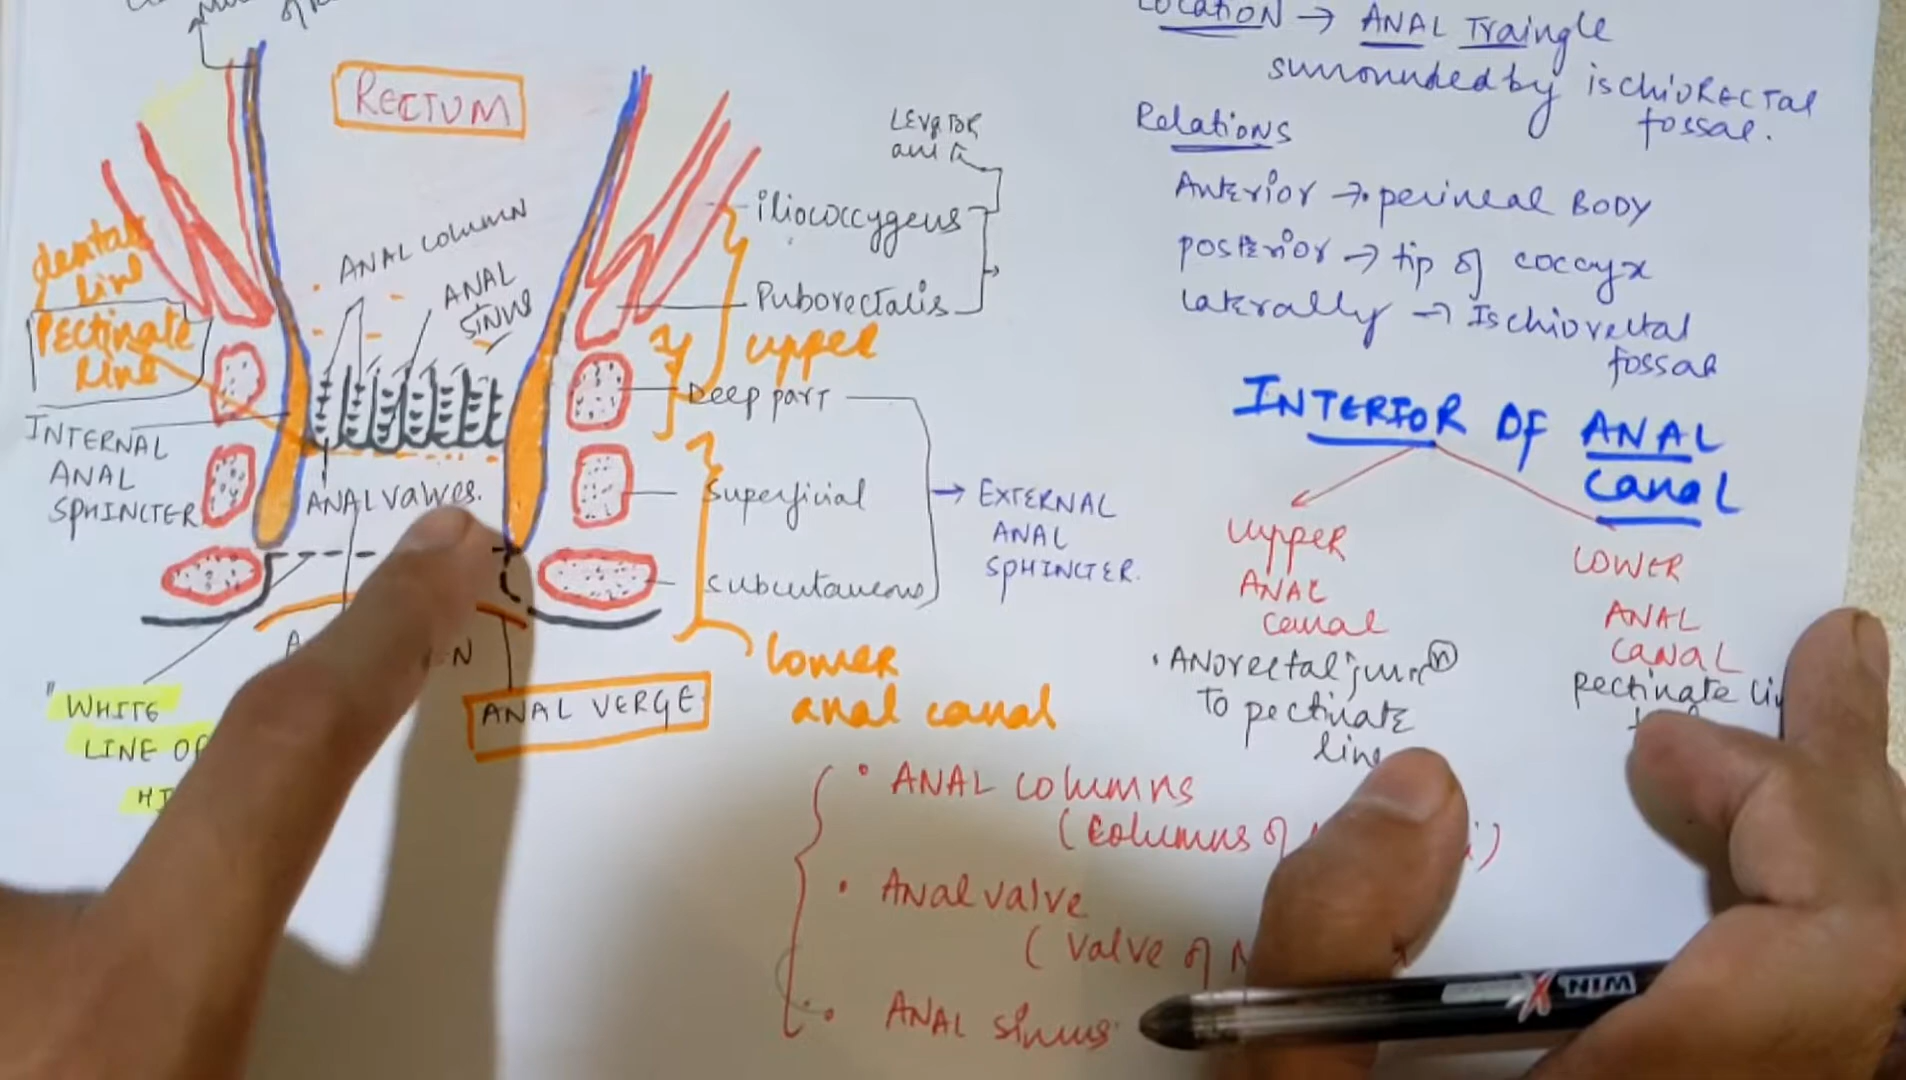 RECTUM
ANAL COLUMN
ANAL
SINUS
dental
line
Pectinate
Line
INTERNAL
ANAL
SPHINCTER
ANAL VALVES.
"WHITE
LINE OF
HI
ANAL VERGE
LEVATOR
ani
iliococcygeus
Puborectalis
upper
Deep part
Superficial
subcutaneous
EXTERNAL
ANAL
SPHINCTER.
lower
anal canal
LOCATION → ANAL Traingle
surrounded by ischiORECTal
fossae.
Relations
Anterior → perineal BODY
posterior → tip of coccyx
laterally → Ischiorectal
fossae
INTERIOR OF ANAL
CANAL
Upper
ANAL
canal
• ANOrectal junc(n)
To pectinate
line
LOWER
ANAL
CANAL
pectinate li
• ANAL columns
(columns of
• Anal valve
(valve of
• ANAL sinus
WIN